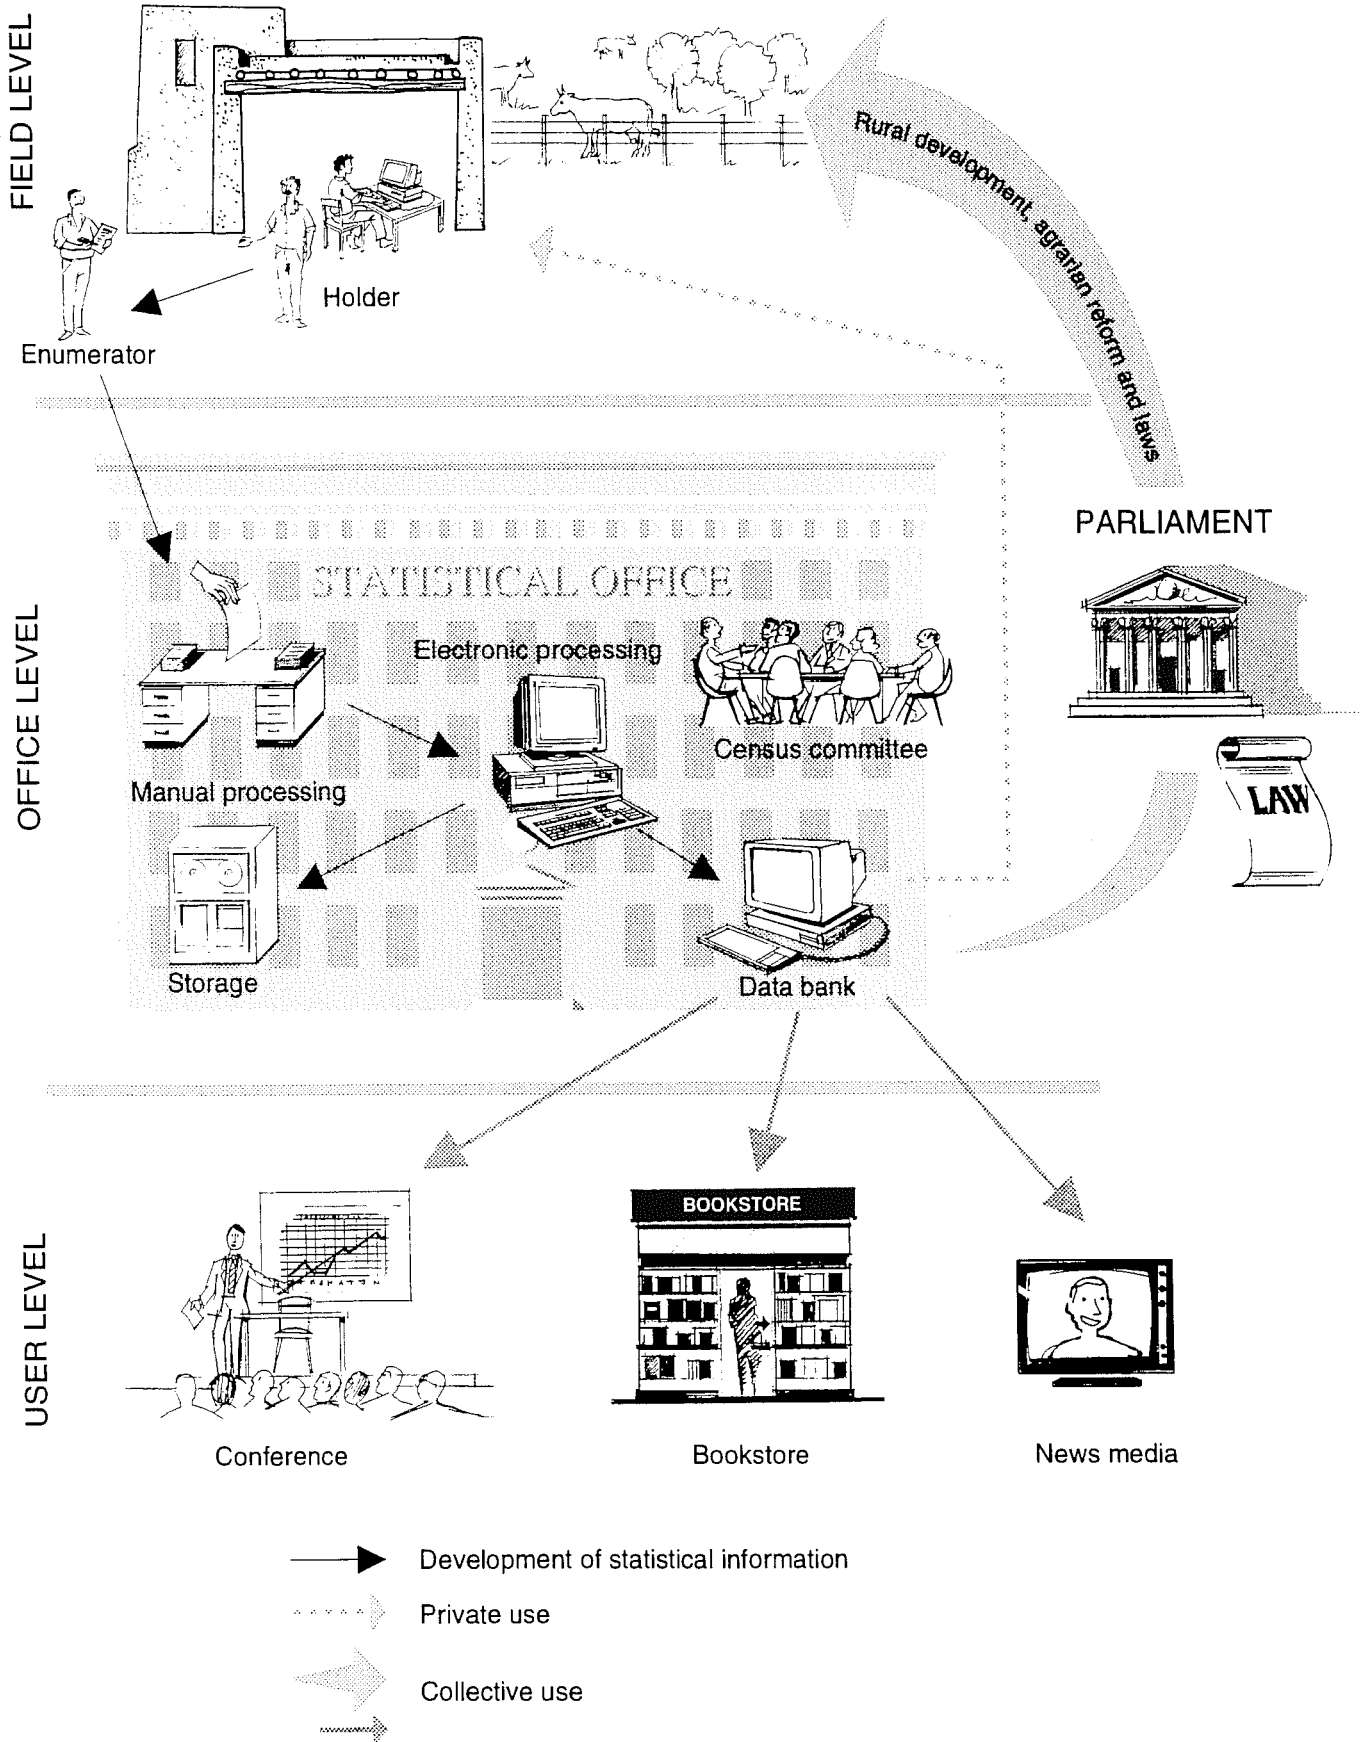 FIELD LEVEL
Rural development, agrarian reform and laws
Holder
Enumerator
PARLIAMENT
STATISTICAL OFFICE
OFFICE LEVEL
Electronic processing
Census committee
Manual processing
LAW
Storage
Data bank
USER LEVEL
BOOKSTORE
Conference
Bookstore
News media
Development of statistical information
Private use
Collective use